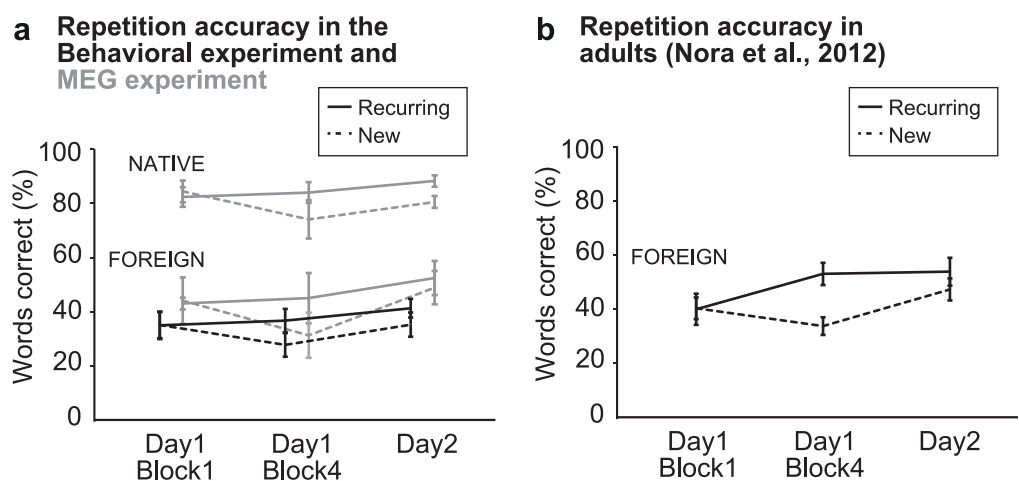 a Repetition accuracy in the
Behavioral experiment and
MEG experiment
Recurring
New
100
80
60
40
20
0
Words correct (%)
NATIVE
FOREIGN
Day1
Block1
Day1
Block4
Day2
b Repetition accuracy in
adults (Nora et al., 2012)
Recurring
New
100
80
60
40
20
0
Words correct (%)
FOREIGN
Day1
Block1
Day1
Block4
Day2